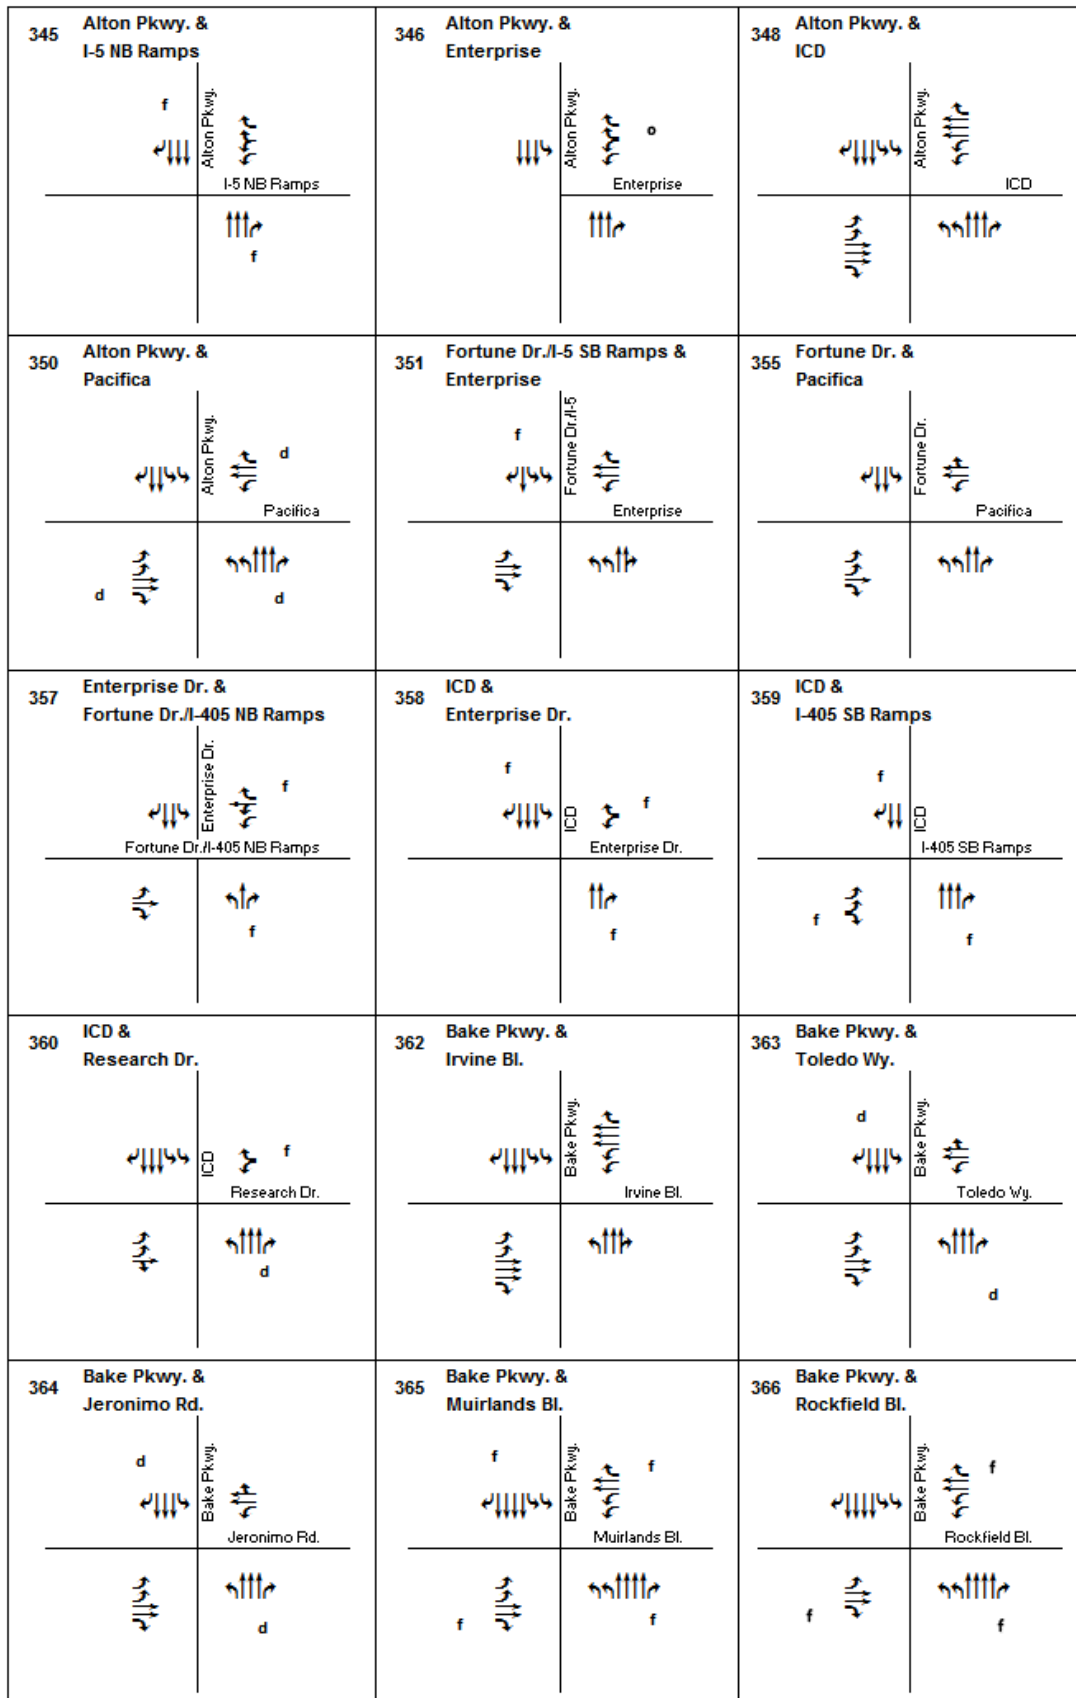 345 Alton Pkwy. &
I-5 NB Ramps
f
Alton Pkwy.
I-5 NB Ramps
f
346 Alton Pkwy. &
Enterprise
Alton Pkwy.
o
Enterprise
348 Alton Pkwy. &
ICD
Alton Pkwy.
ICD
350 Alton Pkwy. &
Pacifica
Alton Pkwy.
d
Pacifica
d
d
351 Fortune Dr./I-5 SB Ramps &
Enterprise
f
Fortune Dr./I-5
Enterprise
355 Fortune Dr. &
Pacifica
Fortune Dr.
Pacifica
357 Enterprise Dr. &
Fortune Dr./I-405 NB Ramps
Enterprise Dr.
f
Fortune Dr./I-405 NB Ramps
f
358 ICD &
Enterprise Dr.
f
ICD
f
Enterprise Dr.
f
359 ICD &
I-405 SB Ramps
f
ICD
I-405 SB Ramps
f
f
360 ICD &
Research Dr.
ICD
f
Research Dr.
d
362 Bake Pkwy. &
Irvine Bl.
Bake Pkwy.
Irvine Bl.
363 Bake Pkwy. &
Toledo Wy.
d
Bake Pkwy.
Toledo Wy.
d
364 Bake Pkwy. &
Jeronimo Rd.
d
Bake Pkwy.
Jeronimo Rd.
d
365 Bake Pkwy. &
Muirlands Bl.
f
Bake Pkwy.
f
Muirlands Bl.
f
f
366 Bake Pkwy. &
Rockfield Bl.
Bake Pkwy.
f
Rockfield Bl.
f
f